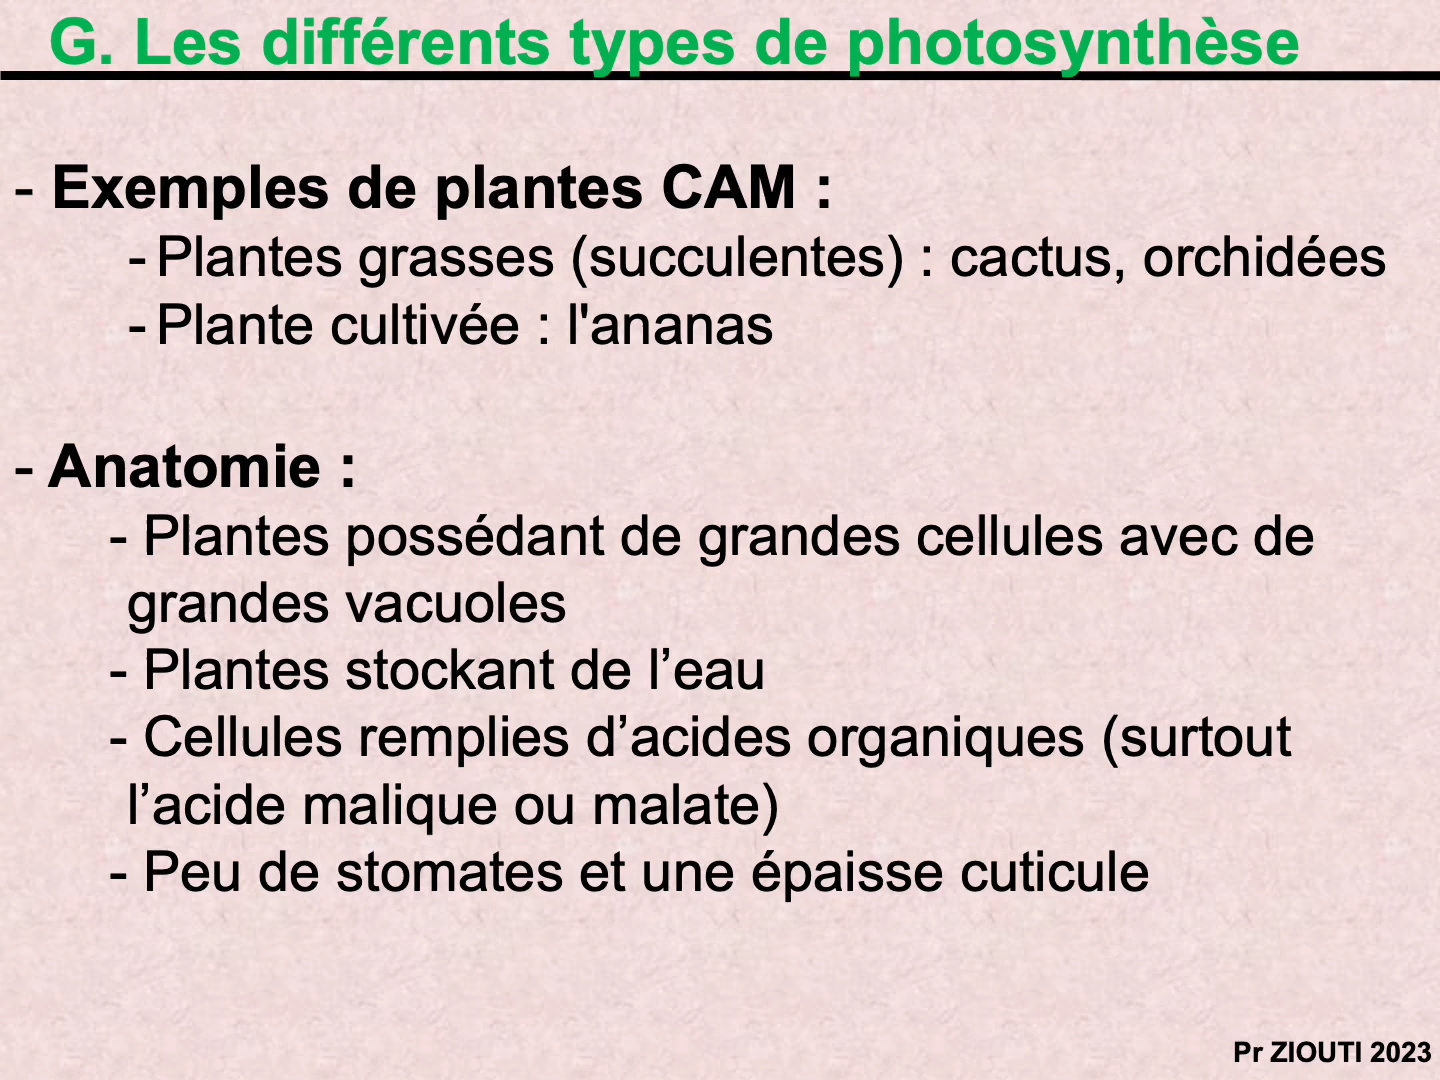 G. Les différents types de photosynthèse
- Exemples de plantes CAM :
- Plantes grasses (succulentes) : cactus, orchidées
- Plante cultivée : l'ananas
- Anatomie :
- Plantes possédant de grandes cellules avec de
grandes vacuoles
- Plantes stockant de l’eau
- Cellules remplies d’acides organiques (surtout
l’acide malique ou malate)
- Peu de stomates et une épaisse cuticule
Pr ZIOUTI 2023